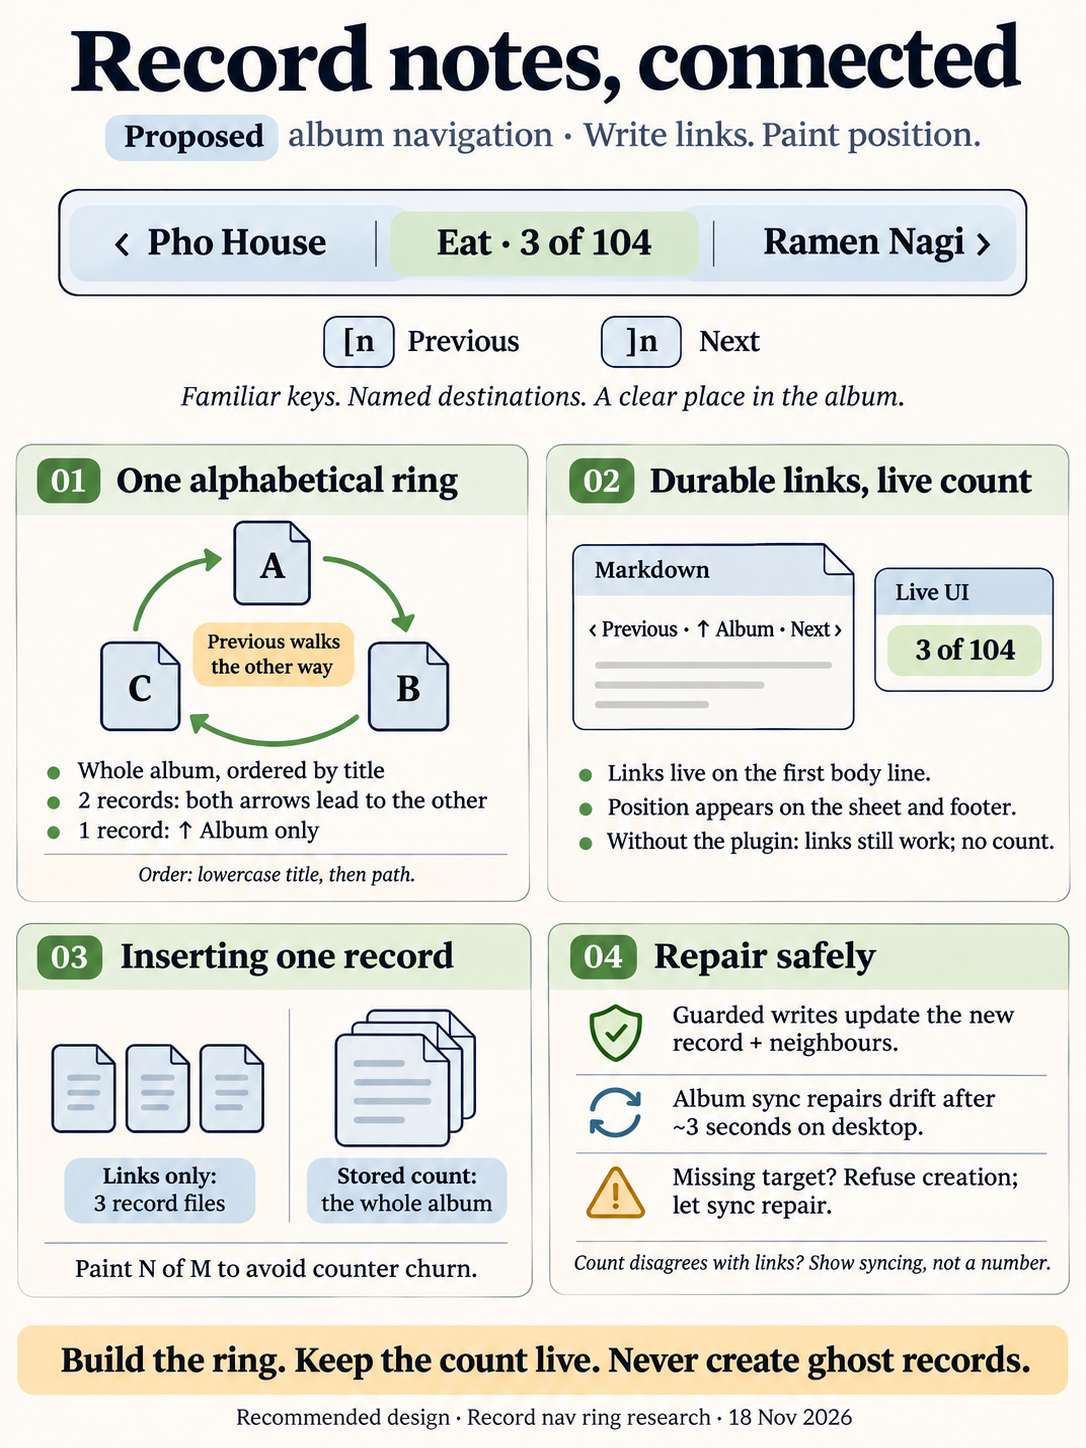 Record notes, connected
Proposed album navigation · Write links. Paint position.
‹ Pho House | Eat · 3 of 104 | Ramen Nagi ›
[n Previous ]n Next
Familiar keys. Named destinations. A clear place in the album.
01 One alphabetical ring
A
Previous walks
the other way
C
B
• Whole album, ordered by title
• 2 records: both arrows lead to the other
• 1 record: ↑ Album only
Order: lowercase title, then path.
02 Durable links, live count
Markdown
‹ Previous · ↑ Album · Next ›
Live UI
3 of 104
• Links live on the first body line.
• Position appears on the sheet and footer.
• Without the plugin: links still work; no count.
03 Inserting one record
Links only:
3 record files
Stored count:
the whole album
Paint N of M to avoid counter churn.
04 Repair safely
Guarded writes update the new
record + neighbours.
Album sync repairs drift after
~3 seconds on desktop.
Missing target? Refuse creation;
let sync repair.
Count disagrees with links? Show syncing, not a number.
Build the ring. Keep the count live. Never create ghost records.
Recommended design · Record nav ring research · 18 Nov 2026